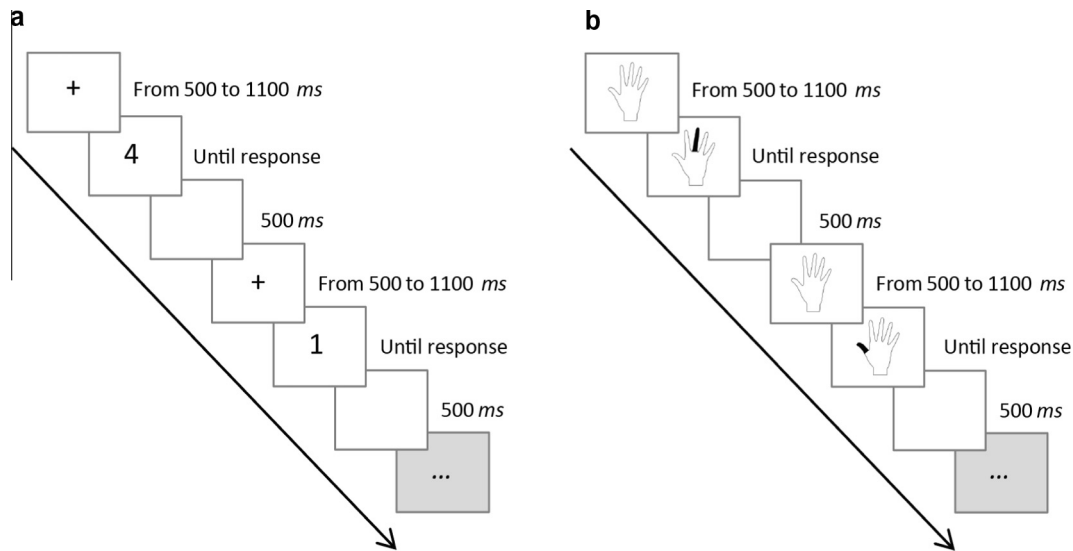 a
+
From 500 to 1100 ms
4
Until response
500 ms
+
From 500 to 1100 ms
1
Until response
500 ms
...
b
From 500 to 1100 ms
Until response
500 ms
From 500 to 1100 ms
Until response
500 ms
...